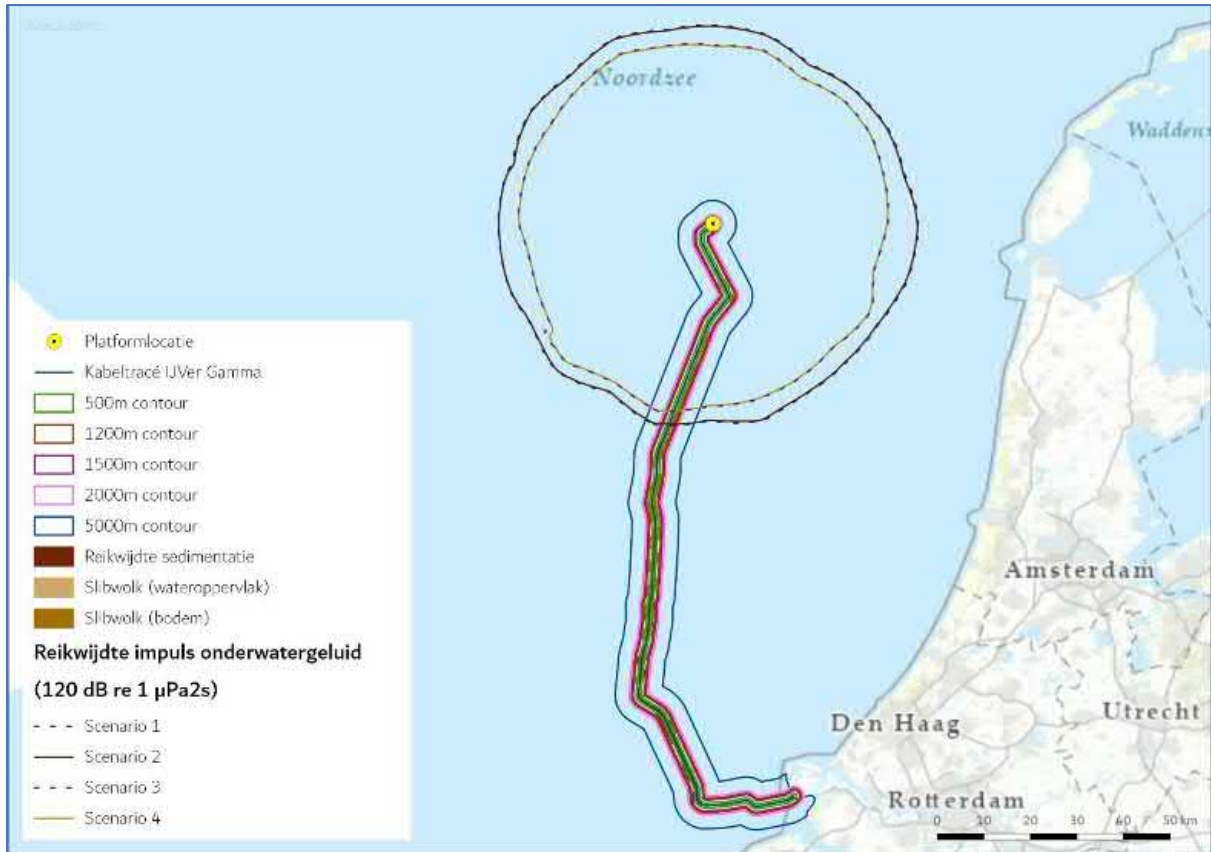 Noordzee
Waddenz
Platformlocatie
Kabeltracé IJVer Gamma
500m contour
1200m contour
1500m contour
2000m contour
5000m contour
Reikwijdte sedimentatie
Slibwolk (wateroppervlak)
Slibwolk (bodem)
Reikwijdte impuls onderwatergeluid
(120 dB re 1 µPa2s)
Scenario 1
Scenario 2
Scenario 3
Scenario 4
Amsterdam
Den Haag
Utrecht
Rotterdam
0 10 20 30 40 50 km